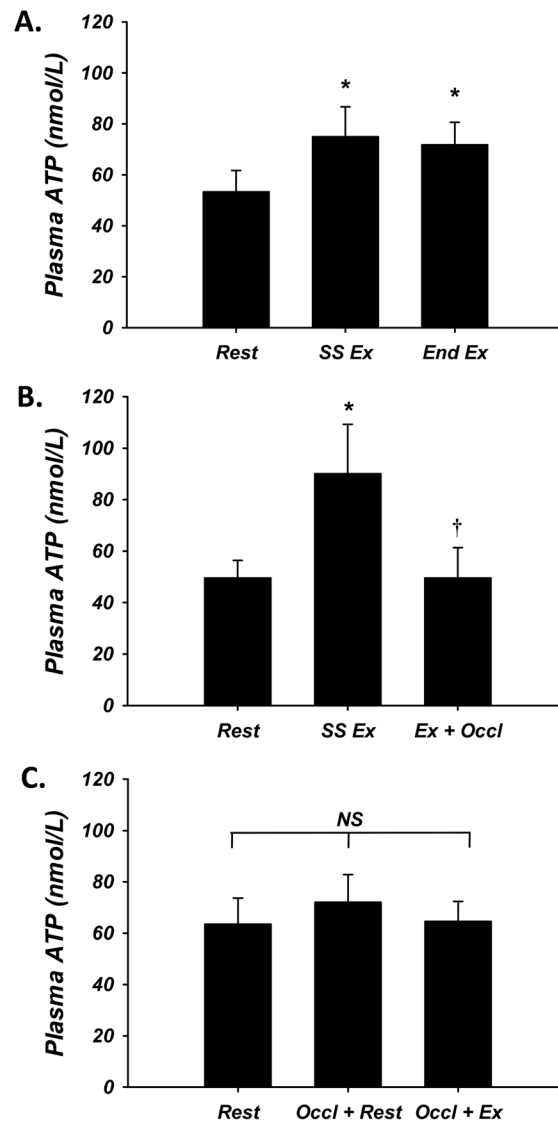 A.
Plasma ATP (nmol/L)
120
100
80
60
40
20
0
*
*
Rest SS Ex End Ex
B.
Plasma ATP (nmol/L)
120
100
80
60
40
20
0
*
†
Rest SS Ex Ex + Occl
C.
Plasma ATP (nmol/L)
120
100
80
60
40
20
0
NS
Rest Occl + Rest Occl + Ex